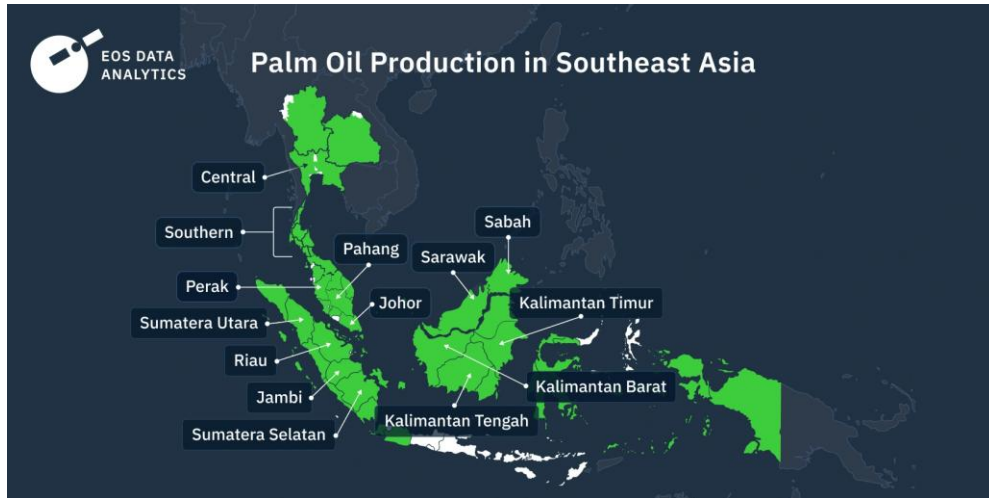 EOS DATA
ANALYTICS
Palm Oil Production in Southeast Asia
Central
Southern
Sabah
Pahang
Sarawak
Perak
Johor
Kalimantan Timur
Sumatera Utara
Riau
Kalimantan Barat
Jambi
Kalimantan Tengah
Sumatera Selatan